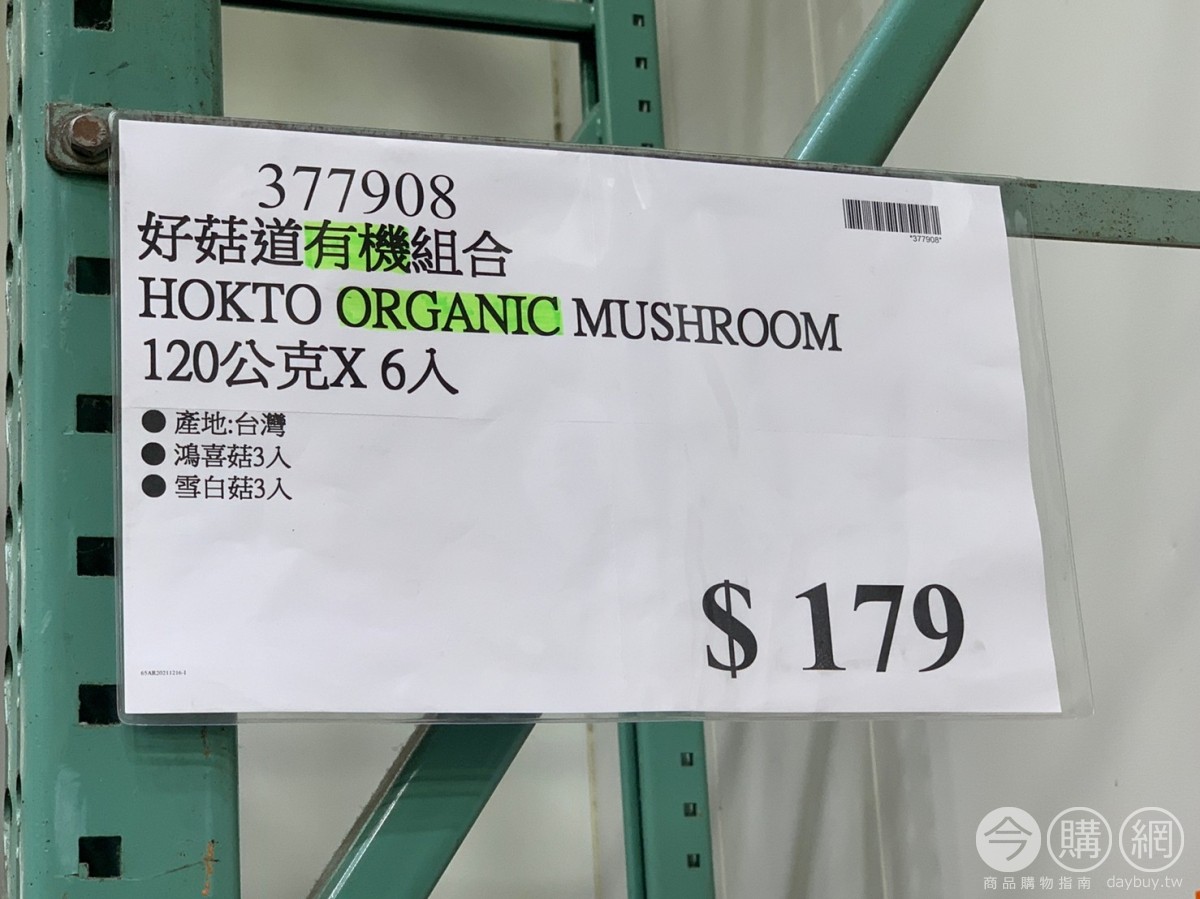 377908
*377908*
好菇道有機組合
HOKTO ORGANIC MUSHROOM
120公克X 6入
● 產地:台灣
● 鴻喜菇3入
● 雪白菇3入
$ 179
今購網
商品購物指南 daybuy.tw